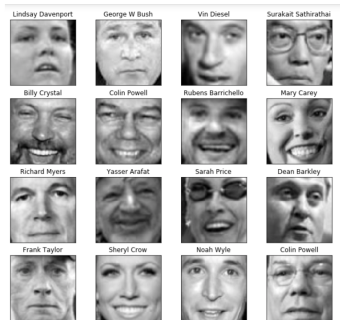 Lindsay Davenport George W Bush Vin Diesel Surakait Sathirathai
Billy Crystal Colin Powell Rubens Barrichello Mary Carey
Richard Myers Yasser Arafat Sarah Price Dean Barkley
Frank Taylor Sheryl Crow Noah Wyle Colin Powell